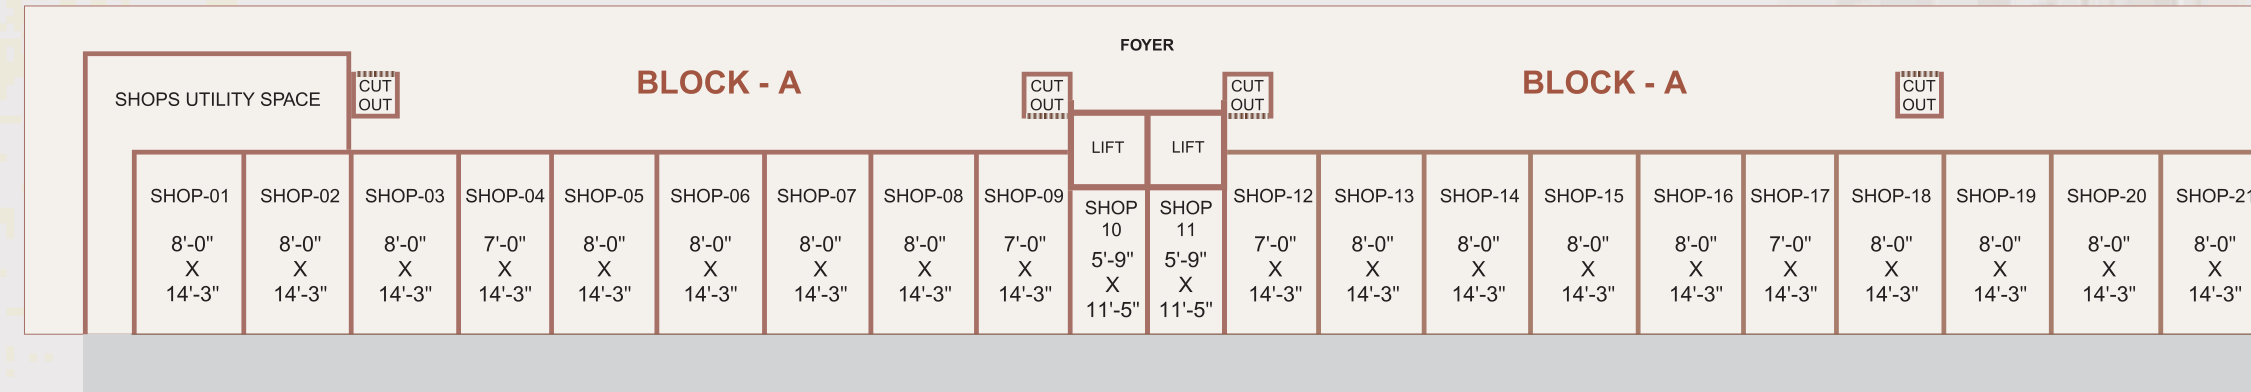 FOYER
BLOCK - A
BLOCK - A
SHOPS UTILITY SPACE
CUT
OUT
CUT
OUT
CUT
OUT
CUT
OUT
LIFT
LIFT
SHOP-01
8'-0"
X
14'-3"
SHOP-02
8'-0"
X
14'-3"
SHOP-03
8'-0"
X
14'-3"
SHOP-04
7'-0"
X
14'-3"
SHOP-05
8'-0"
X
14'-3"
SHOP-06
8'-0"
X
14'-3"
SHOP-07
8'-0"
X
14'-3"
SHOP-08
8'-0"
X
14'-3"
SHOP-09
7'-0"
X
14'-3"
SHOP
10
5'-9"
X
11'-5"
SHOP
11
5'-9"
X
11'-5"
SHOP-12
7'-0"
X
14'-3"
SHOP-13
8'-0"
X
14'-3"
SHOP-14
8'-0"
X
14'-3"
SHOP-15
8'-0"
X
14'-3"
SHOP-16
8'-0"
X
14'-3"
SHOP-17
7'-0"
X
14'-3"
SHOP-18
8'-0"
X
14'-3"
SHOP-19
8'-0"
X
14'-3"
SHOP-20
8'-0"
X
14'-3"
SHOP-21
8'-0"
X
14'-3"